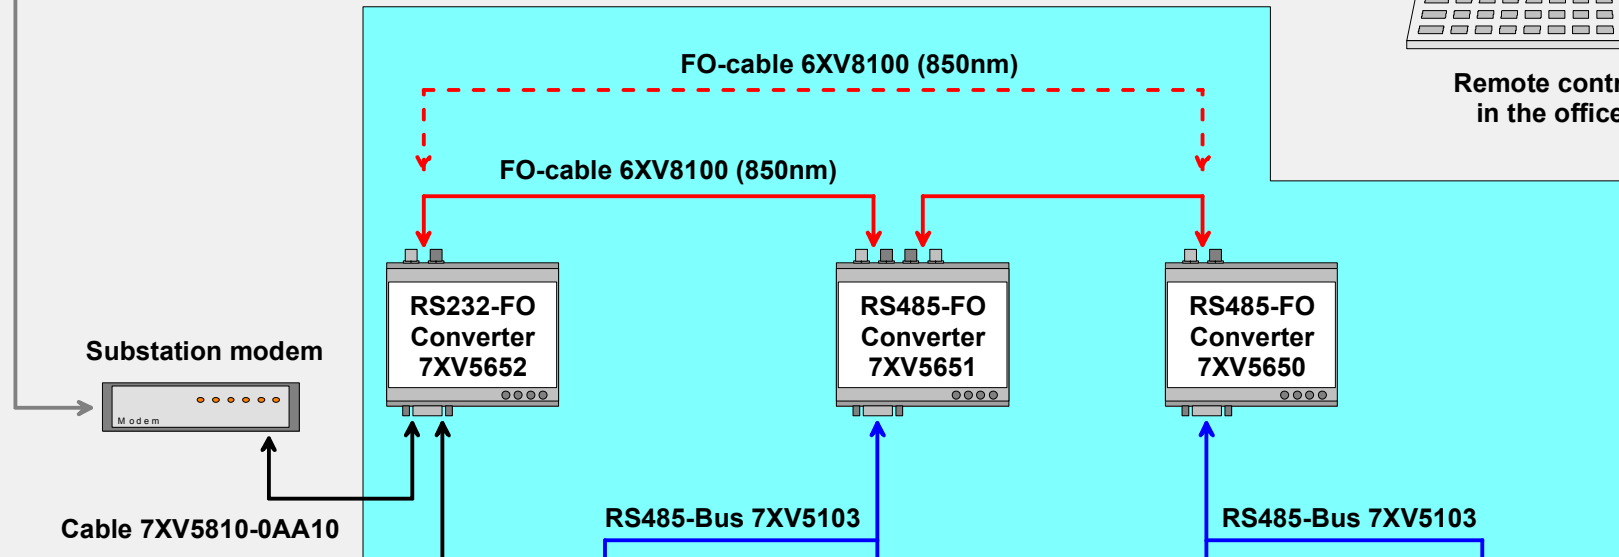 FO-cable 6XV8100 (850nm)
Remote contr
in the office
FO-cable 6XV8100 (850nm)
RS232-FO
Converter
7XV5652
RS485-FO
Converter
7XV5651
RS485-FO
Converter
7XV5650
Substation modem
Modem
Cable 7XV5810-0AA10
RS485-Bus 7XV5103
RS485-Bus 7XV5103